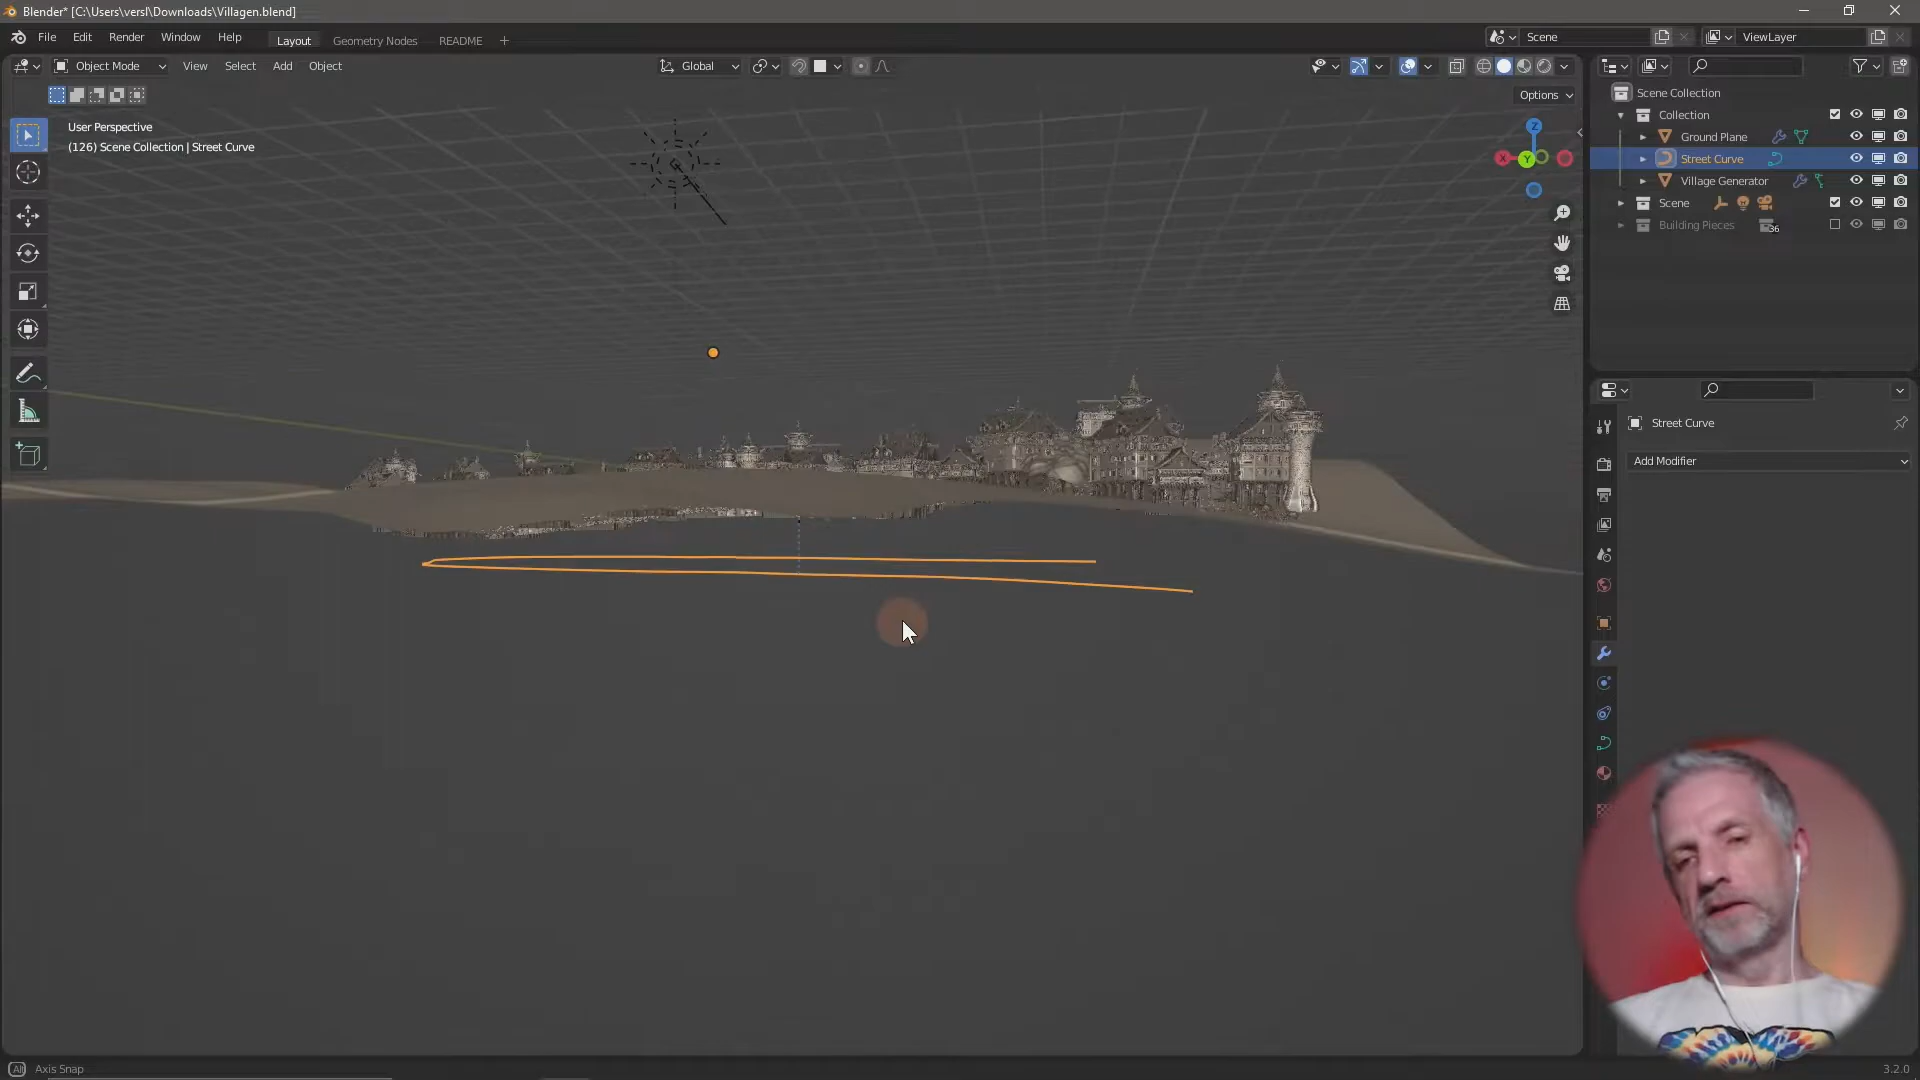 Blender* [C:\Users\versl\Downloads\Villagen.blend]
File Edit Render Window Help Layout Geometry Nodes README + Scene ViewLayer
Object Mode View Select Add Object Global
Options
User Perspective
(126) Scene Collection | Street Curve
Z
X Y
Scene Collection
Collection
Ground Plane
Street Curve
Village Generator
Scene
Building Pieces 36
Street Curve
Add Modifier
Alt Axis Snap
3.2.0